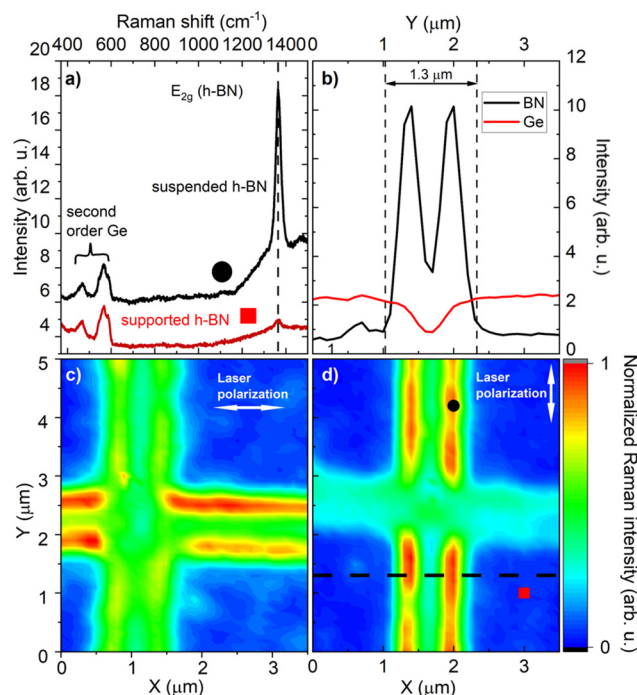 Raman shift (cm⁻¹)
400 600 800 1000 1200 1400
20
18
16
14
12
10
8
6
4
Intensity (arb. u.)
a)
E2g (h-BN)
suspended h-BN
second
order Ge
supported h-BN
Y (μm)
0 1 2 3
b)
1.3 μm
BN
Ge
1
12
10
8
6
4
2
0
Intensity (arb. u.)
c)
Laser
polarization
5
4
3
2
1
0
Y (μm)
0 1 2 3
X (μm)
d)
Laser
polarization
0 1 2 3
X (μm)
1
0
Normalized Raman intensity (arb. u.)